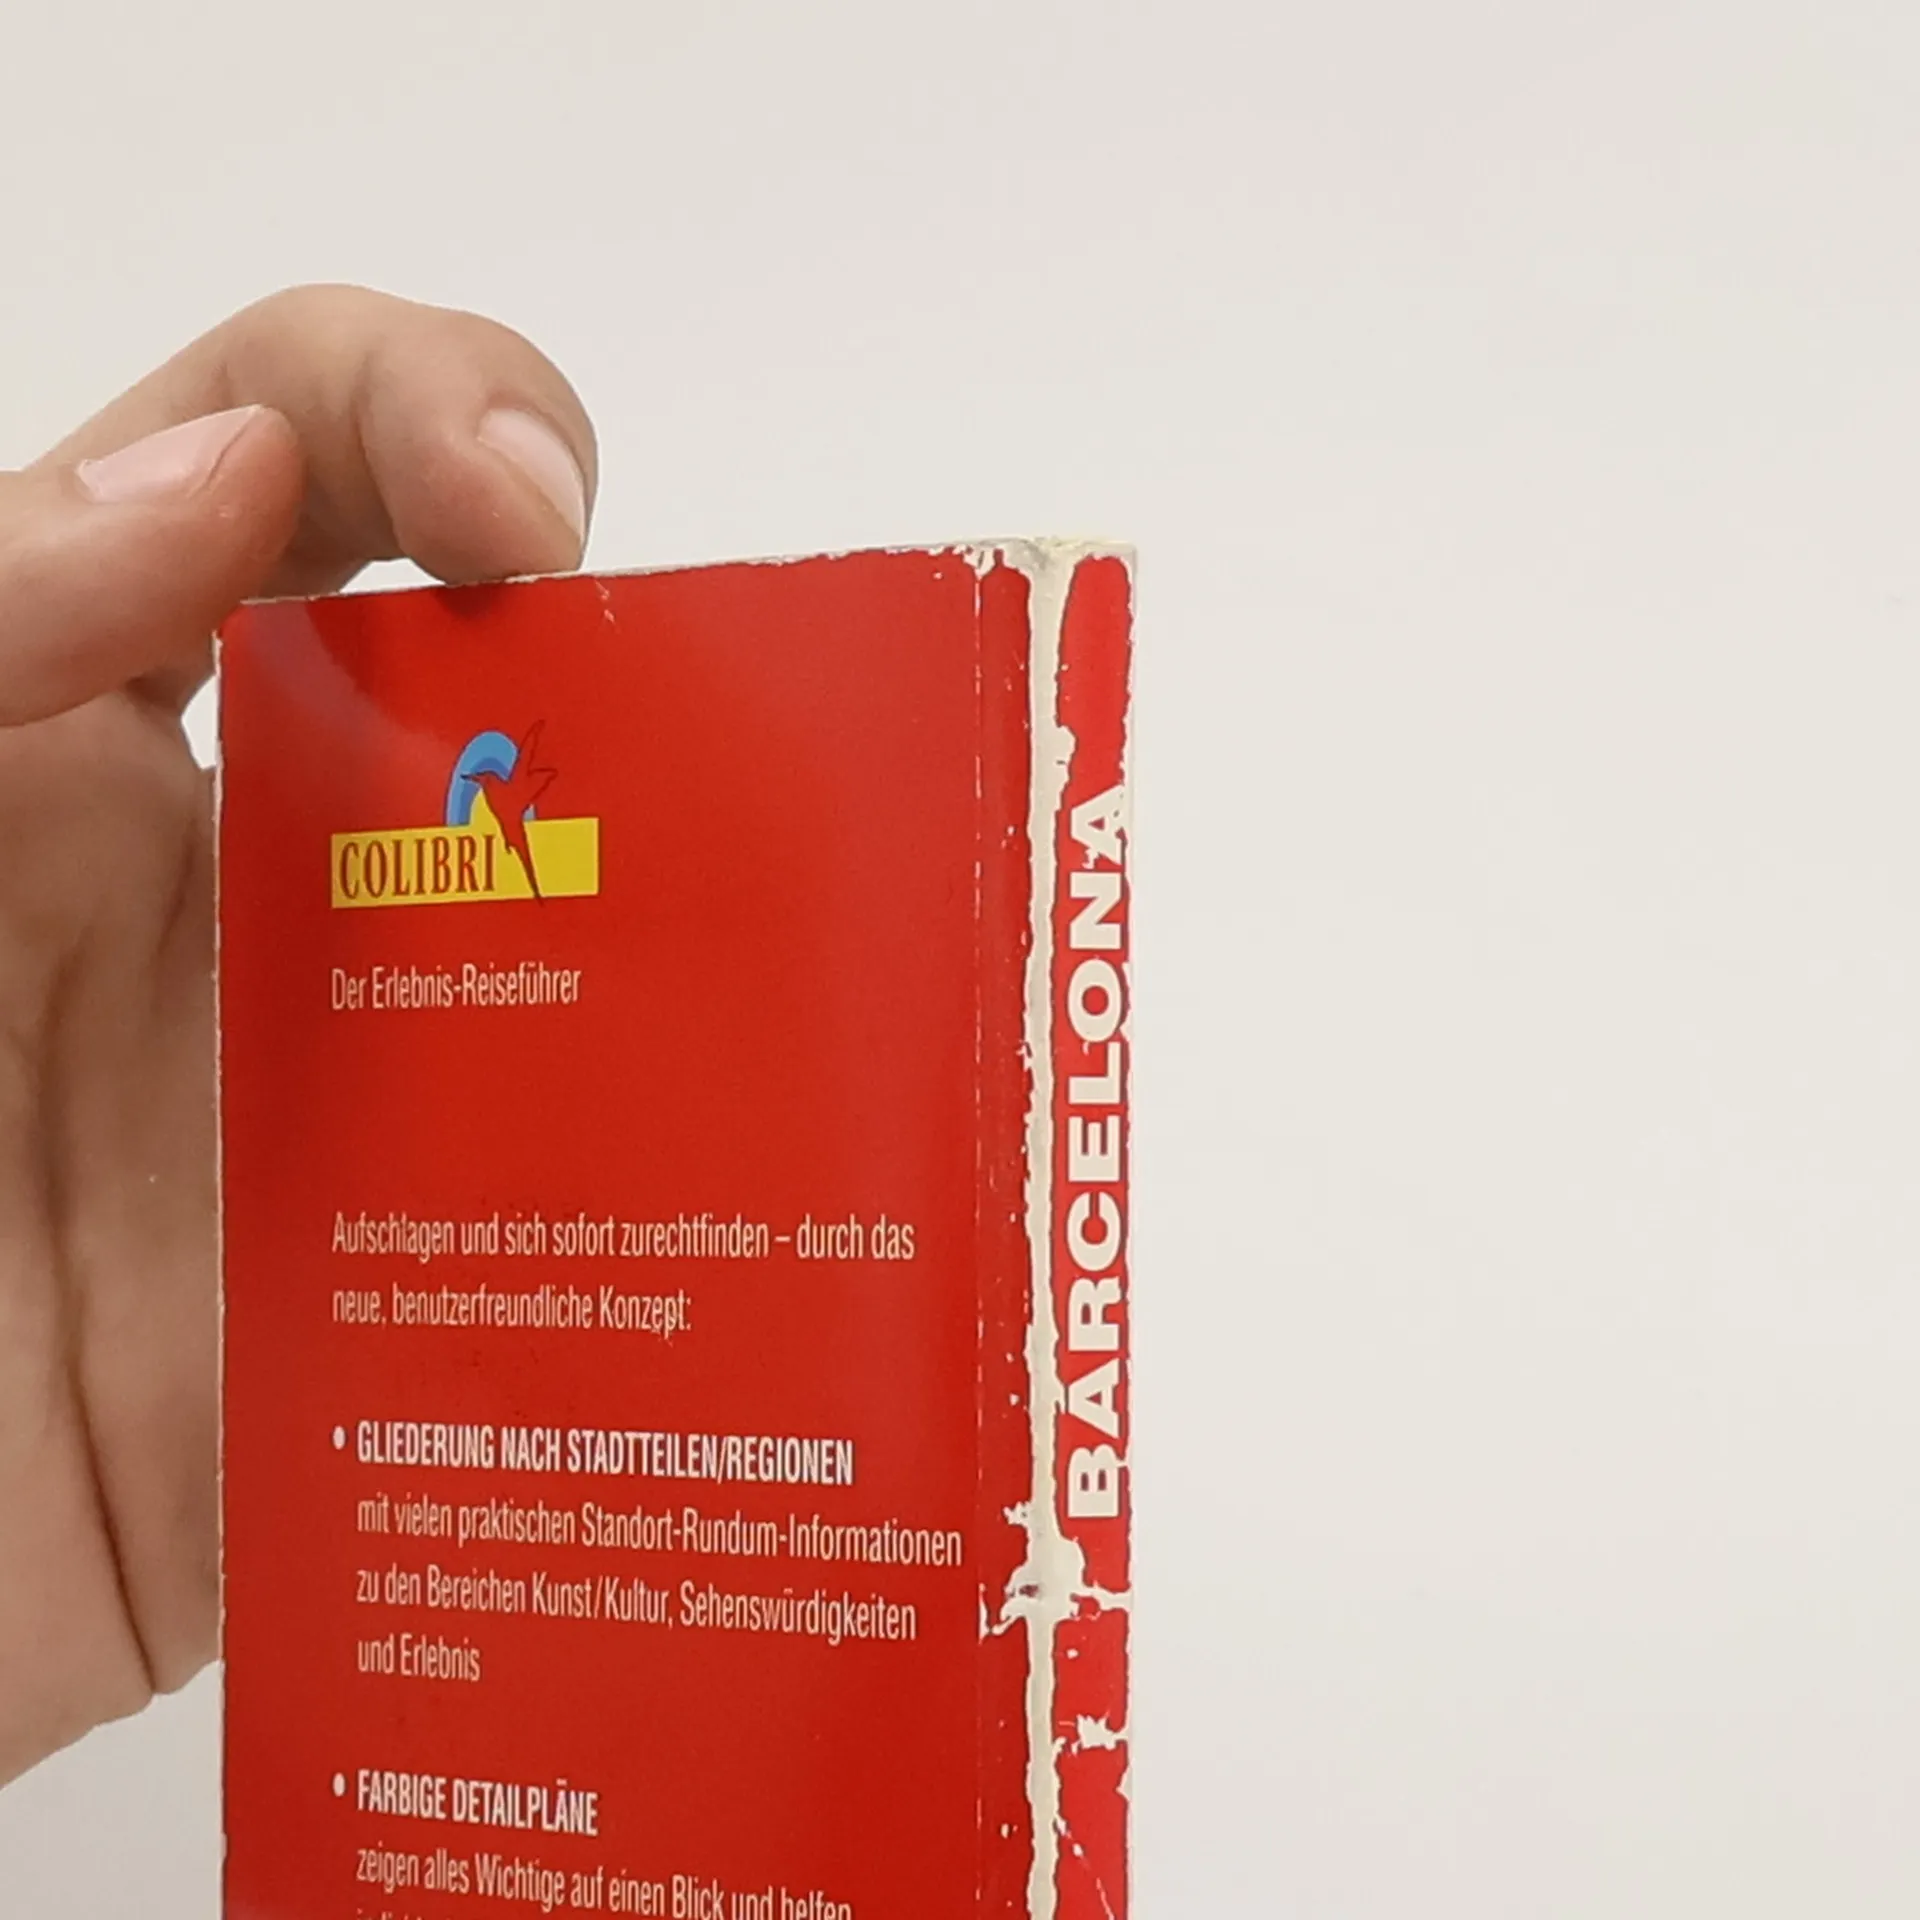 COLIBRI
Der Erlebnis-Reiseführer
Aufschlagen und sich sofort zurechtfinden – durch das
neue, benutzerfreundliche Konzept:
• GLIEDERUNG NACH STADTTEILEN/REGIONEN
mit vielen praktischen Standort-Rundum-Informationen
zu den Bereichen Kunst/Kultur, Sehenswürdigkeiten
und Erlebnis
• FARBIGE DETAILPLÄNE
zeigen alles Wichtige auf einen Blick und helfen
BARCELONA